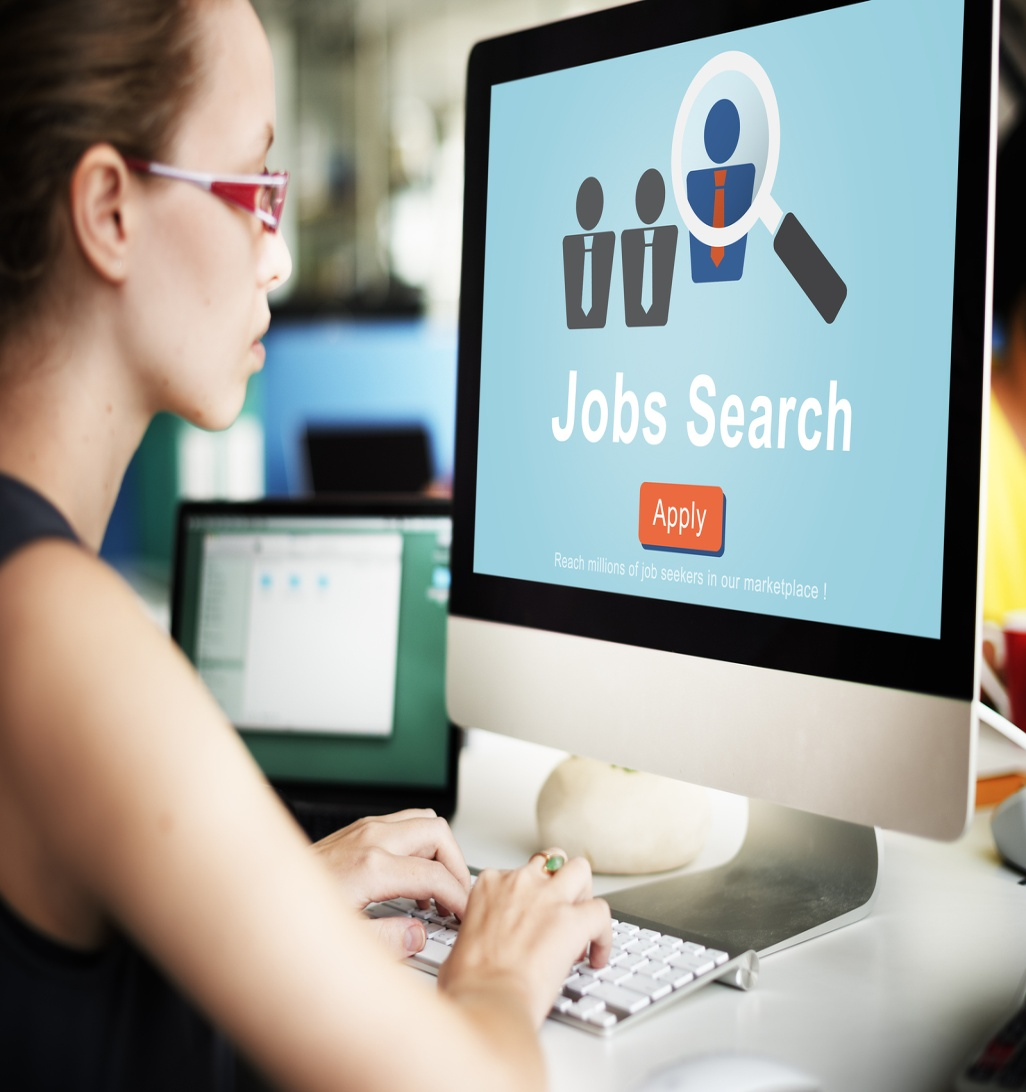 Jobs Search
Apply
Reach millions of job seekers in our marketplace !